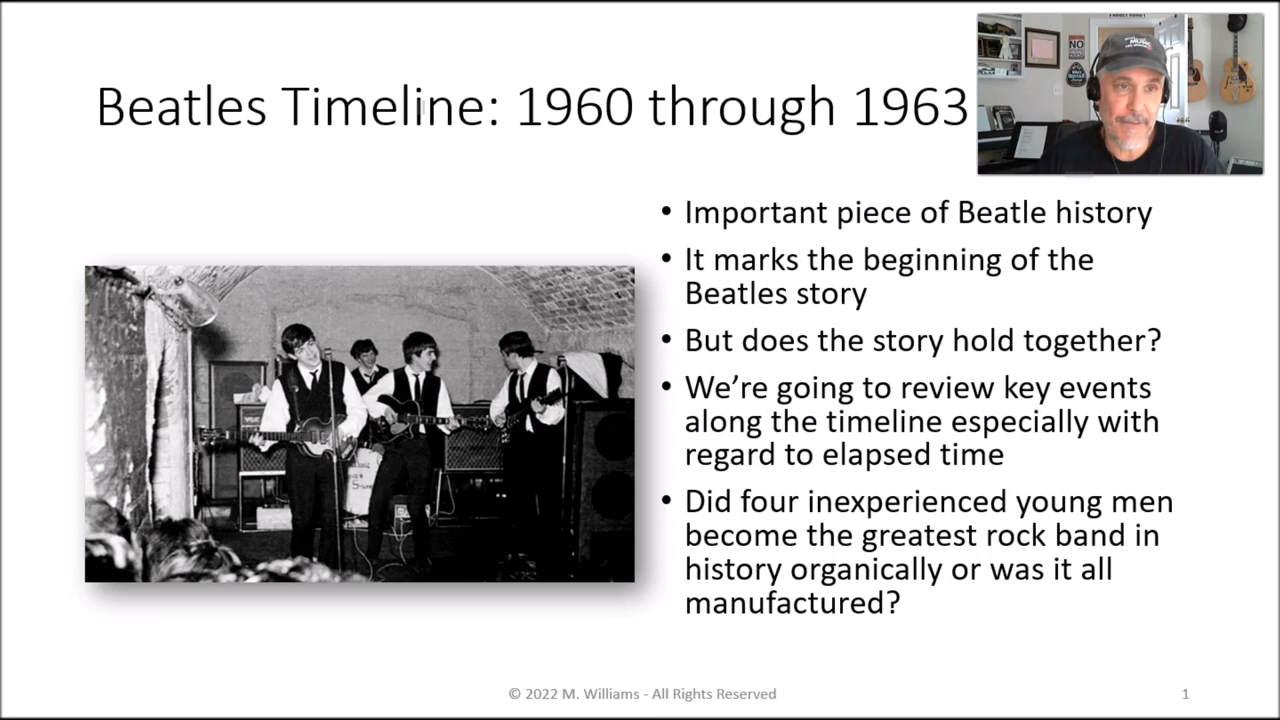 Beatles Timeline: 1960 through 1963
NO
• Important piece of Beatle history
• It marks the beginning of the
Beatles story
• But does the story hold together?
• We’re going to review key events
along the timeline especially with
regard to elapsed time
• Did four inexperienced young men
become the greatest rock band in
history organically or was it all
manufactured?
© 2022 M. Williams - All Rights Reserved
1